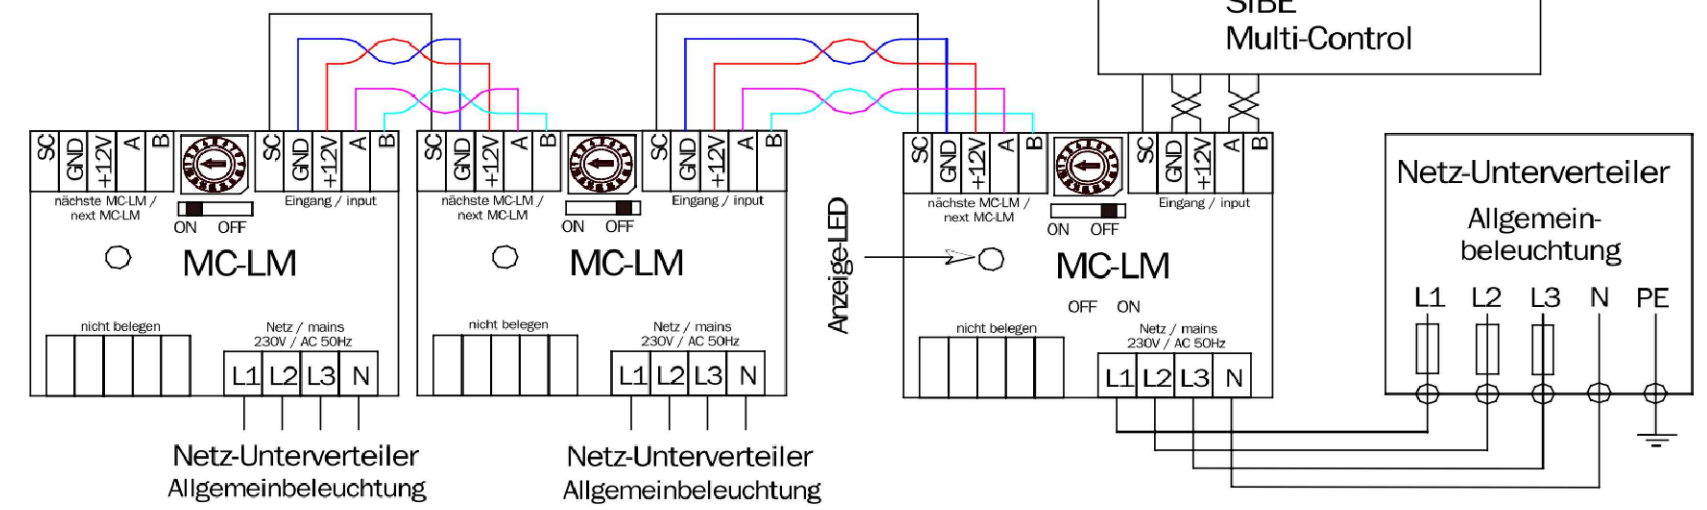 SIBE
Multi-Control
SC GND +12V A B
SC GND +12V A B
nächste MC-LM /
next MC-LM
Eingang / input
ON OFF
MC-LM
nicht belegen
Netz / mains
230V / AC 50Hz
L1 L2 L3 N
Netz-Unterverteiler
Allgemeinbeleuchtung
SC GND +12V A B
SC GND +12V A B
nächste MC-LM /
next MC-LM
Eingang / input
ON OFF
MC-LM
nicht belegen
Netz / mains
230V / AC 50Hz
L1 L2 L3 N
Netz-Unterverteiler
Allgemeinbeleuchtung
Anzeige-LED
SC GND +12V A B
SC GND +12V A B
nächste MC-LM /
next MC-LM
Eingang / input
ON OFF
MC-LM
OFF ON
nicht belegen
Netz / mains
230V / AC 50Hz
L1 L2 L3 N
Netz-Unterverteiler
Allgemein-
beleuchtung
L1 L2 L3 N PE